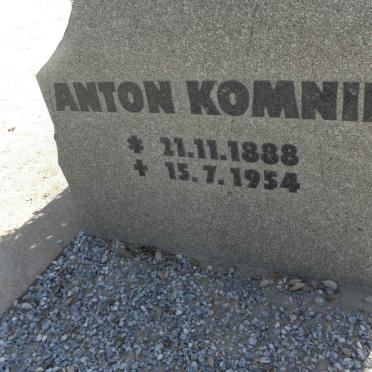 ANTON KOMNI
* 21.11.1888
+ 15.7.1954